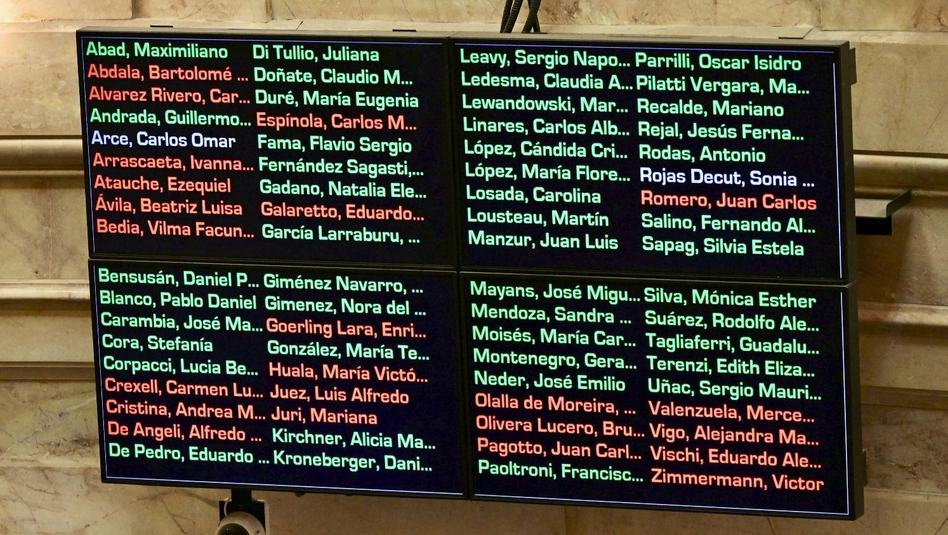 Abad, Maximiliano
Abdala, Bartolomé ...
Alvarez Rivero, Car...
Andrada, Guillermo...
Arce, Carlos Omar
Arrascaeta, Ivanna...
Atauche, Ezequiel
Ávila, Beatriz Luisa
Bedia, Vilma Facun...
Di Tullio, Juliana
Doñate, Claudio M...
Duré, María Eugenia
Espínola, Carlos M...
Fama, Flavio Sergio
Fernández Sagasti,...
Gadano, Natalia Ele...
Galaretto, Eduardo...
García Larraburu, ...
Leavy, Sergio Napo...
Ledesma, Claudia A...
Lewandowski, Mar...
Linares, Carlos Alb...
López, Cándida Cri...
López, María Flore...
Losada, Carolina
Lousteau, Martín
Manzur, Juan Luis
Parrilli, Oscar Isidro
Pilatti Vergara, Ma...
Recalde, Mariano
Rejal, Jesús Ferna...
Rodas, Antonio
Rojas Decut, Sonia ...
Romero, Juan Carlos
Salino, Fernando Al...
Sapag, Silvia Estela
Bensusán, Daniel P...
Blanco, Pablo Daniel
Carambia, José Ma...
Cora, Stefanía
Corpacci, Lucia Be...
Crexell, Carmen Lu...
Cristina, Andrea M...
De Angeli, Alfredo ...
De Pedro, Eduardo ...
Giménez Navarro, ...
Gimenez, Nora del ...
Goerling Lara, Enri...
González, María Te...
Huala, María Victó...
Juez, Luis Alfredo
Juri, Mariana
Kirchner, Alicia Ma...
Kroneberger, Dani...
Mayans, José Migu...
Mendoza, Sandra ...
Moisés, María Car...
Montenegro, Gera...
Neder, José Emilio
Olalla de Moreira, ...
Olivera Lucero, Bru...
Pagotto, Juan Carl...
Paoltroni, Francisc...
Silva, Mónica Esther
Suárez, Rodolfo Ale...
Tagliaferri, Guadalu...
Terenzi, Edith Eliza...
Uñac, Sergio Mauri...
Valenzuela, Merce...
Vigo, Alejandra Ma...
Vischi, Eduardo Ale...
Zimmermann, Victor